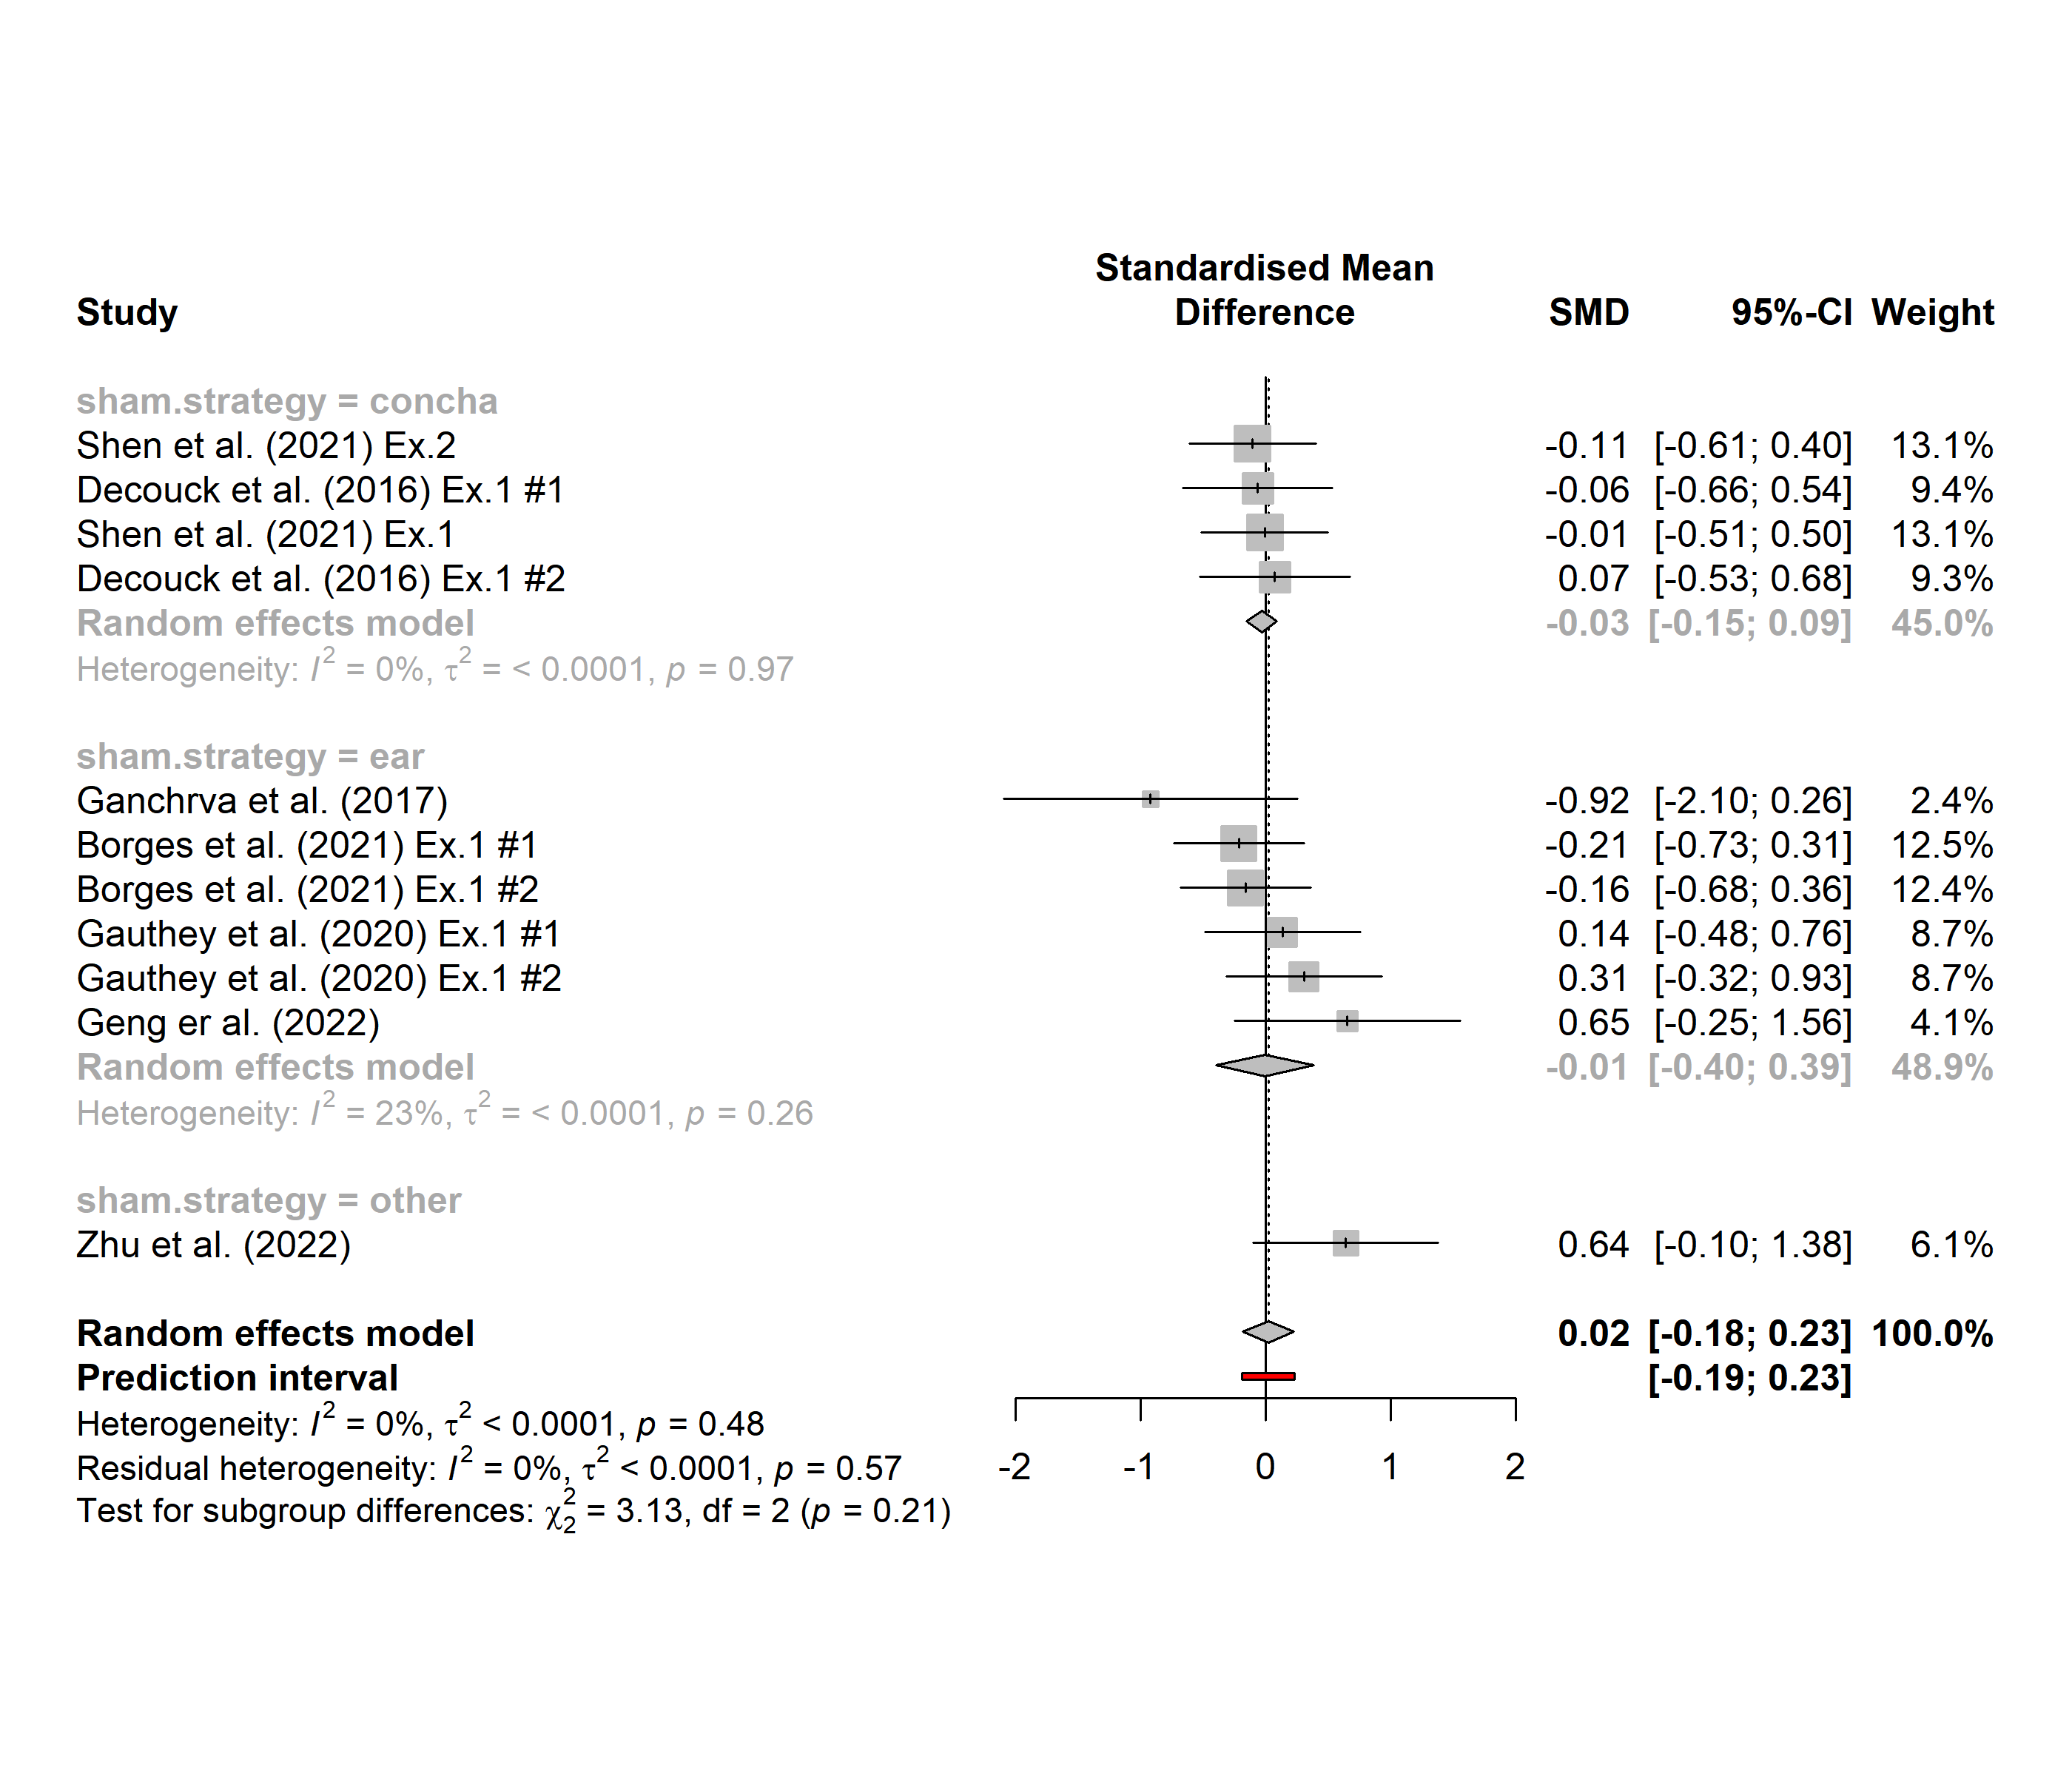 Standardised Mean
Study Difference SMD 95%-CI Weight
sham.strategy = concha
Shen et al. (2021) Ex.2 -0.11 [-0.61; 0.40] 13.1%
Decouck et al. (2016) Ex.1 #1 -0.06 [-0.66; 0.54] 9.4%
Shen et al. (2021) Ex.1 -0.01 [-0.51; 0.50] 13.1%
Decouck et al. (2016) Ex.1 #2 0.07 [-0.53; 0.68] 9.3%
Random effects model -0.03 [-0.15; 0.09] 45.0%
Heterogeneity: I² = 0%, τ² = < 0.0001, p = 0.97
sham.strategy = ear
Ganchrva et al. (2017) -0.92 [-2.10; 0.26] 2.4%
Borges et al. (2021) Ex.1 #1 -0.21 [-0.73; 0.31] 12.5%
Borges et al. (2021) Ex.1 #2 -0.16 [-0.68; 0.36] 12.4%
Gauthey et al. (2020) Ex.1 #1 0.14 [-0.48; 0.76] 8.7%
Gauthey et al. (2020) Ex.1 #2 0.31 [-0.32; 0.93] 8.7%
Geng er al. (2022) 0.65 [-0.25; 1.56] 4.1%
Random effects model -0.01 [-0.40; 0.39] 48.9%
Heterogeneity: I² = 23%, τ² = < 0.0001, p = 0.26
sham.strategy = other
Zhu et al. (2022) 0.64 [-0.10; 1.38] 6.1%
Random effects model 0.02 [-0.18; 0.23] 100.0%
Prediction interval [-0.19; 0.23]
Heterogeneity: I² = 0%, τ² < 0.0001, p = 0.48
Residual heterogeneity: I² = 0%, τ² < 0.0001, p = 0.57 -2 -1 0 1 2
Test for subgroup differences: χ²₂ = 3.13, df = 2 (p = 0.21)